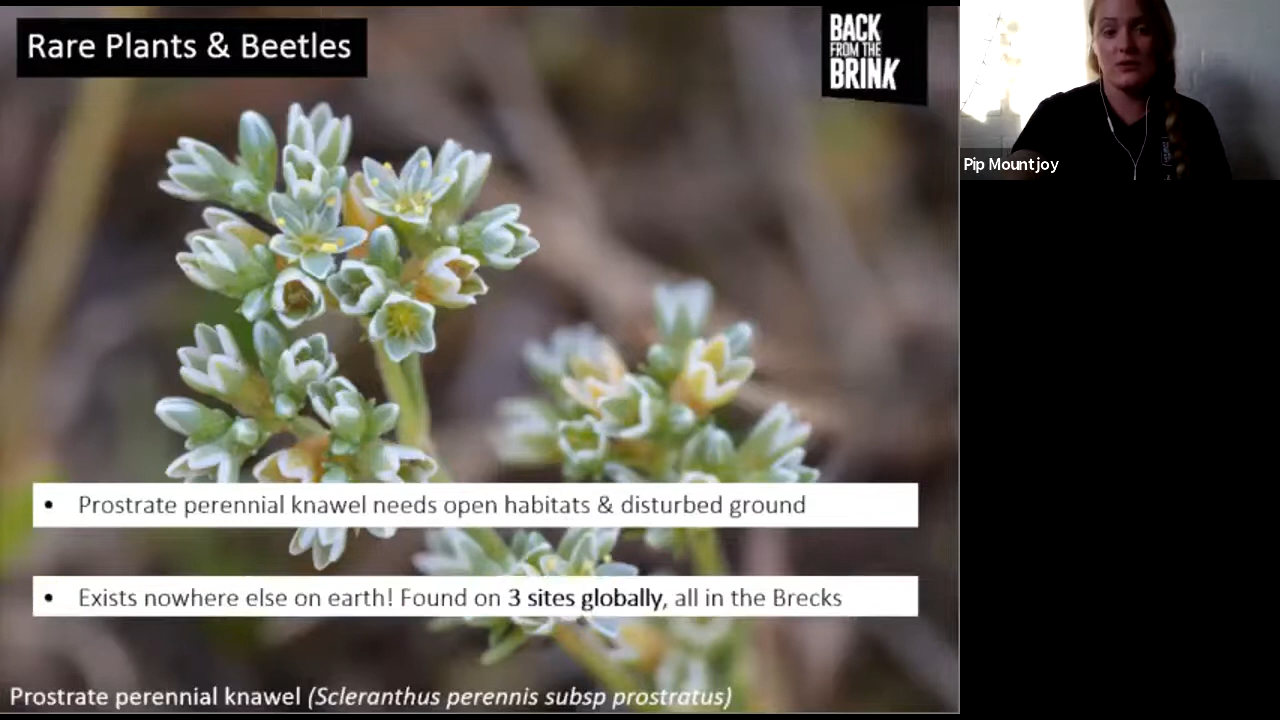 Rare Plants & Beetles
BACK
FROM THE
BRINK
Pip Mountjoy
• Prostrate perennial knawel needs open habitats & disturbed ground
• Exists nowhere else on earth! Found on 3 sites globally, all in the Brecks
Prostrate perennial knawel (Scleranthus perennis subsp prostratus)